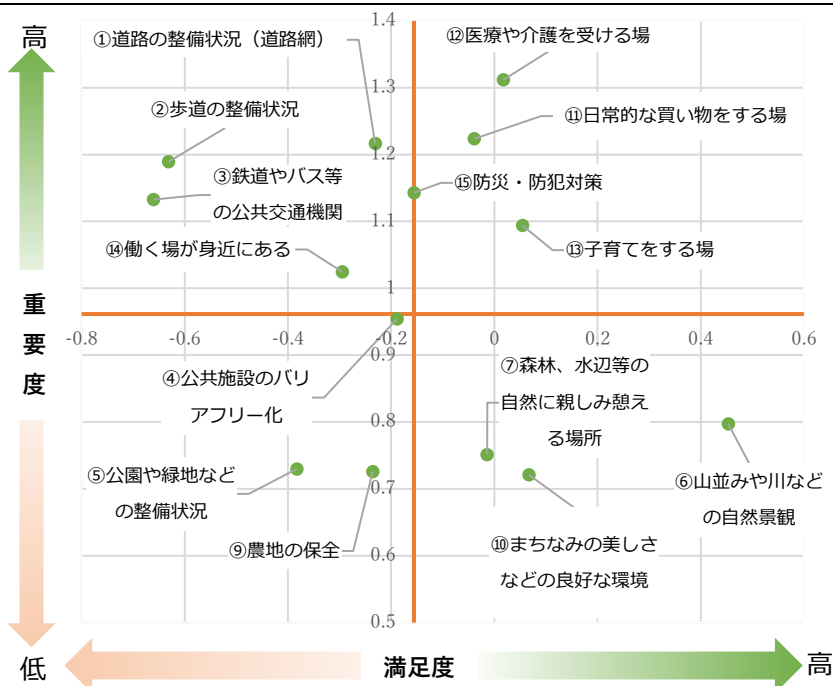 高
重
要
度
低
1.4
1.3
1.2
1.1
1
0.9
0.8
0.7
0.6
0.5
-0.8
-0.6
-0.4
-0.2
0
0.2
0.4
0.6
①道路の整備状況（道路網）
②歩道の整備状況
③鉄道やバス等
の公共交通機関
⑭働く場が身近にある
⑫医療や介護を受ける場
⑪日常的な買い物をする場
⑮防災・防犯対策
⑬子育てをする場
④公共施設のバリ
アフリー化
⑤公園や緑地など
の整備状況
⑨農地の保全
⑦森林、水辺等の
自然に親しみ憩え
る場所
⑥山並みや川など
の自然景観
⑩まちなみの美しさ
などの良好な環境
満足度
高